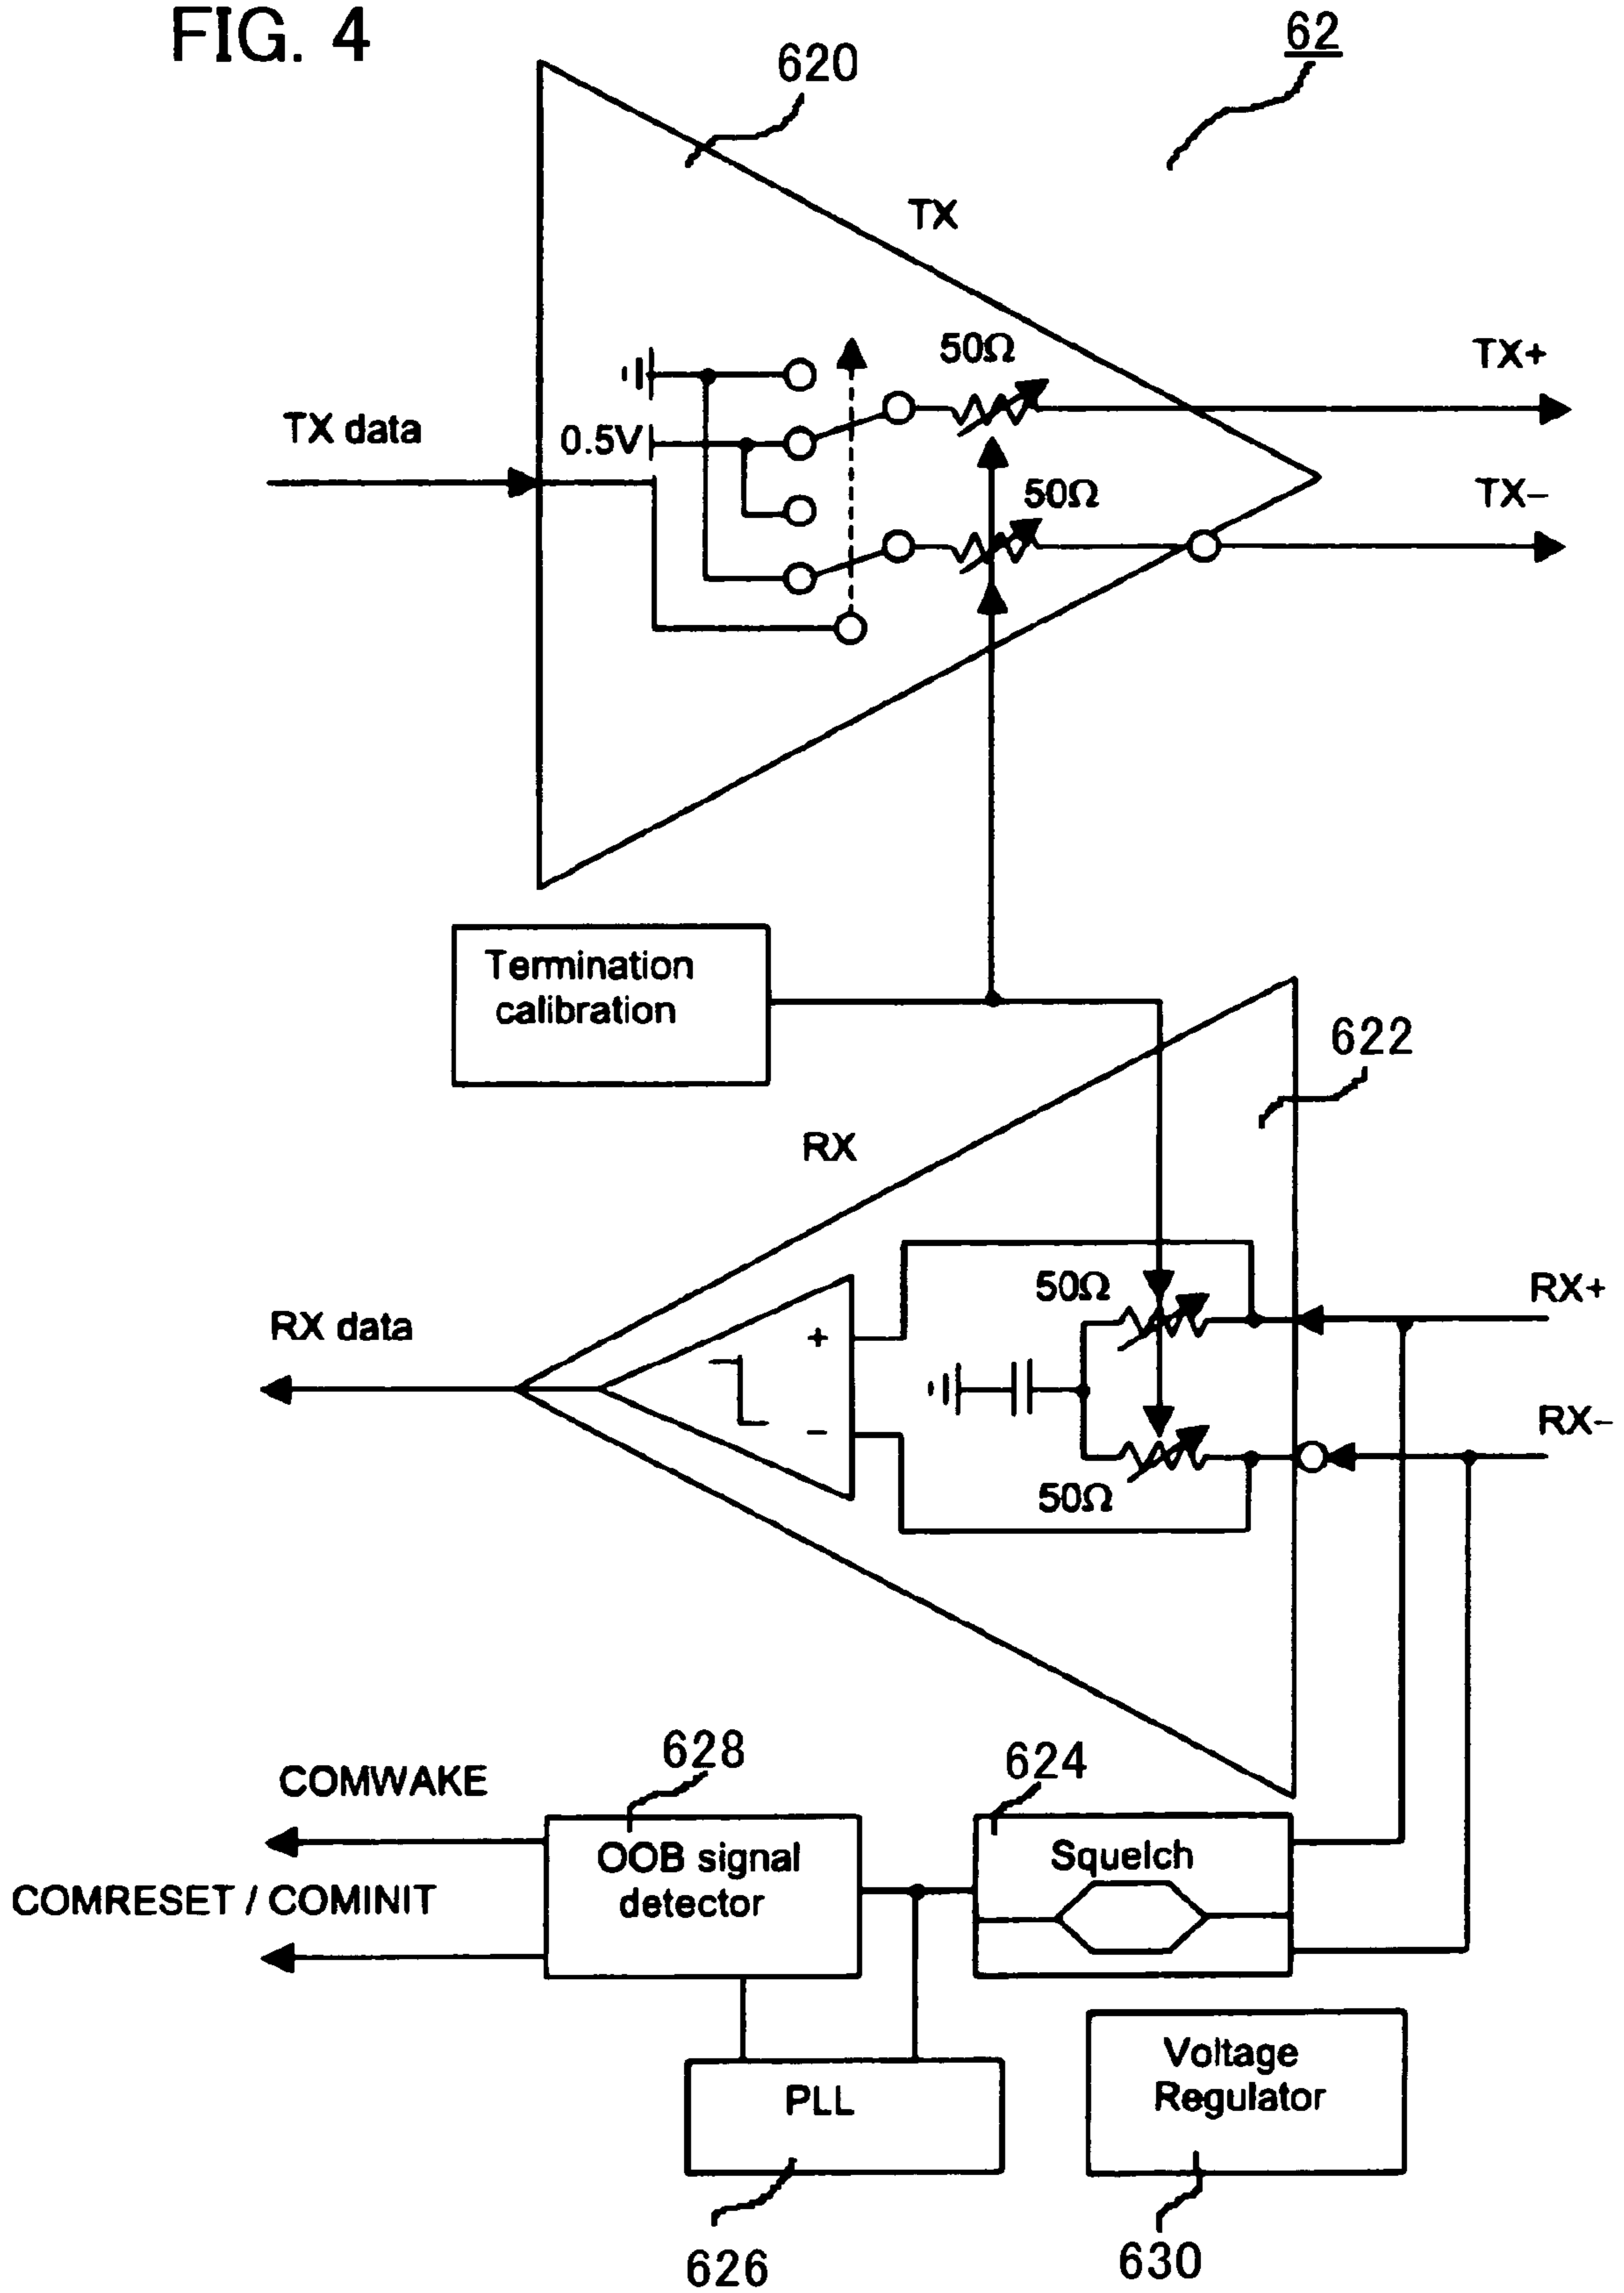 FIG. 4
62
620
TX
50Ω
TX+
TX data
0.5V
50Ω
TX−
Termination
calibration
622
RX
50Ω
RX+
RX data
+
−
RX−
50Ω
628
624
COMWAKE
OOB signal
detector
Squelch
COMRESET / COMINIT
Voltage
Regulator
PLL
626
630